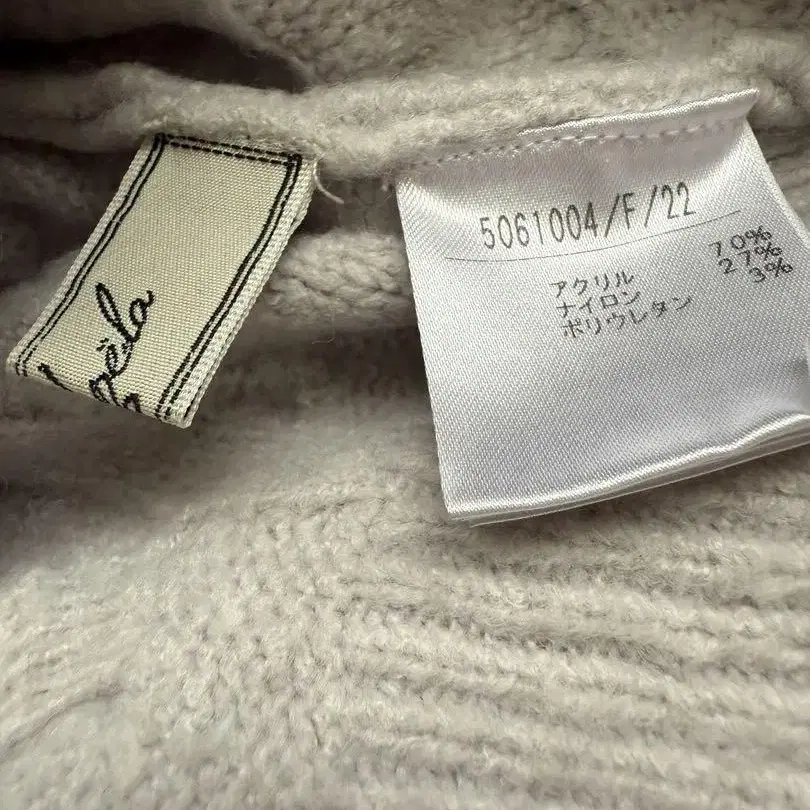 ëla
5061004/F/22
アクリル 70%
ナイロン 27%
ポリウレタン 3%